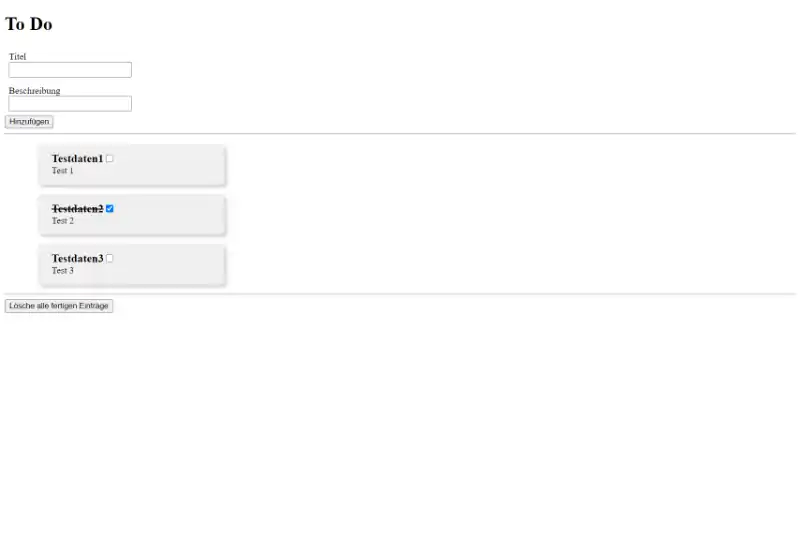 To Do
Titel
Beschreibung
Hinzufügen
Testdaten1
Test 1
Testdaten2
Test 2
Testdaten3
Test 3
Lösche alle fertigen Einträge